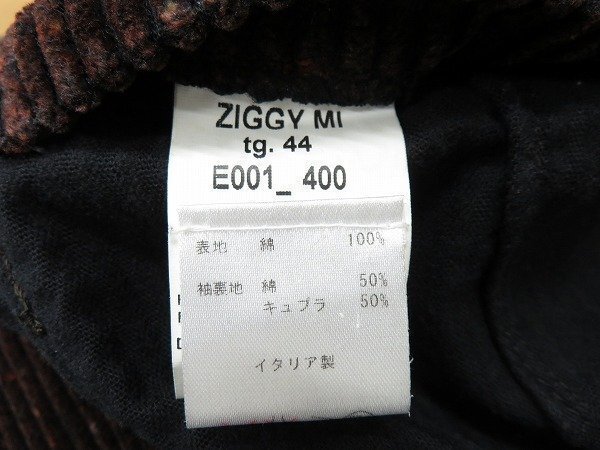 ZIGGY MI
tg. 44
E001_ 400
表地 綿 100%
袖裏地 綿 50%
キュプラ 50%
イタリア製